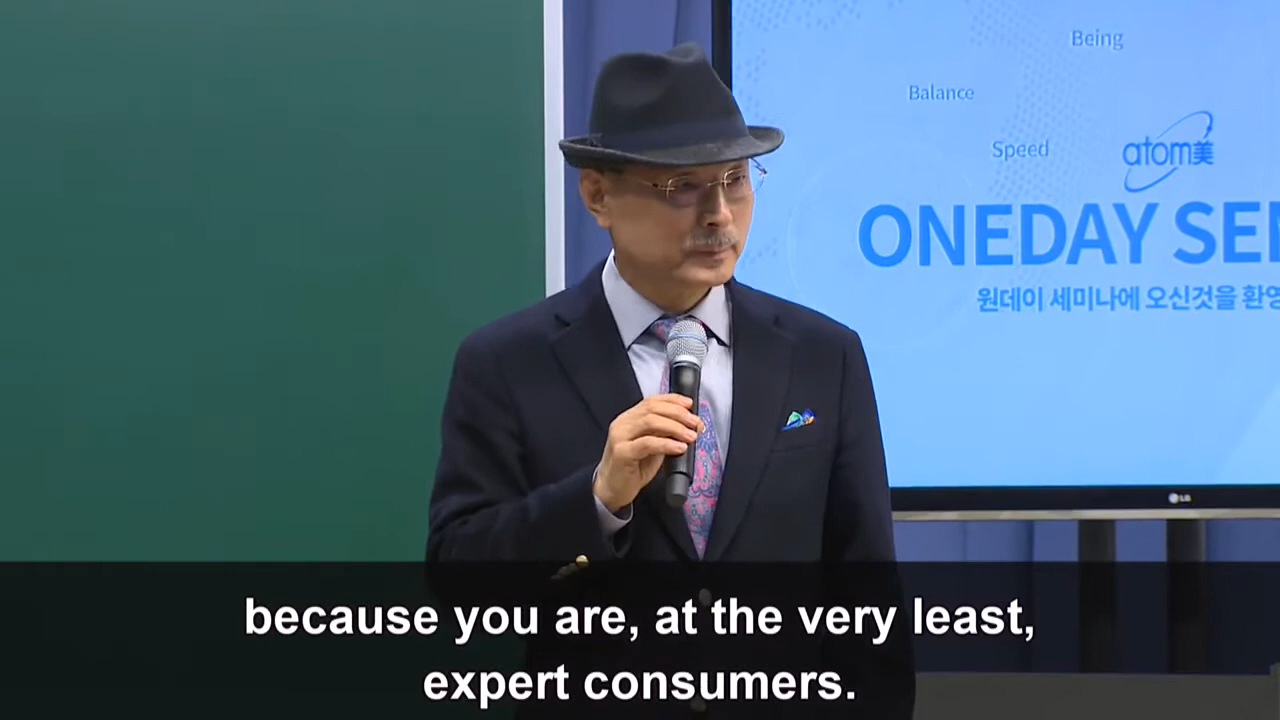 Being
Balance
Speed
atom美
ONEDAY SE
원데이 세미나에 오신것을 환영
LG
because you are, at the very least,
expert consumers.